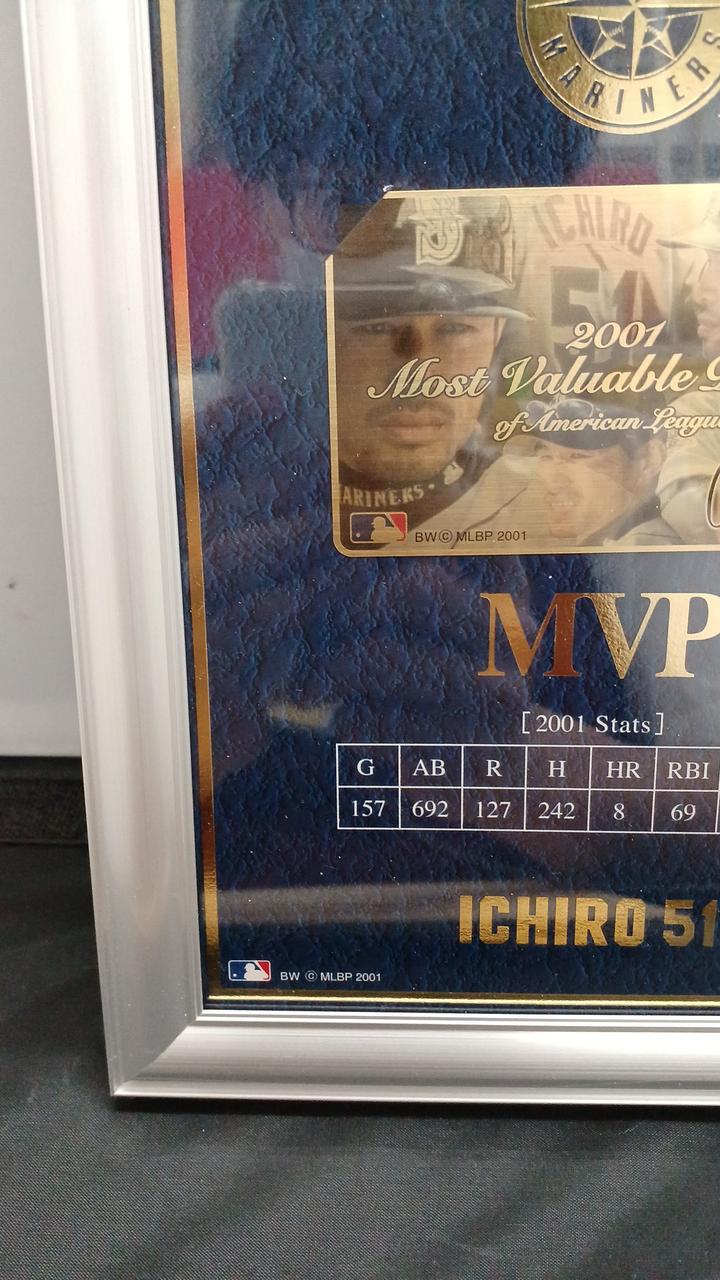 MARINERS
ICHIRO
51
2001
Most Valuable
of American League
MARINERS
BW © MLBP 2001
MVP
[2001 Stats]
G AB R H HR RBI
157 692 127 242 8 69
ICHIRO 51
BW © MLBP 2001